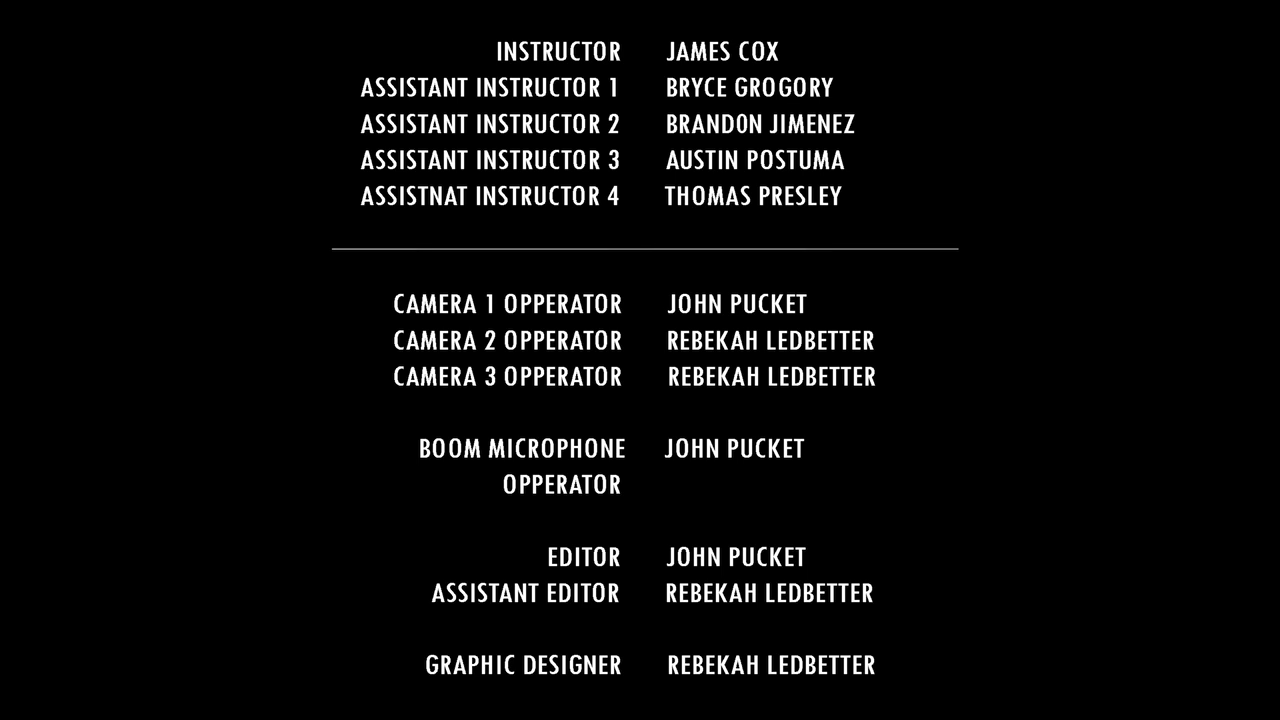 INSTRUCTOR JAMES COX
ASSISTANT INSTRUCTOR 1 BRYCE GROGORY
ASSISTANT INSTRUCTOR 2 BRANDON JIMENEZ
ASSISTANT INSTRUCTOR 3 AUSTIN POSTUMA
ASSISTNAT INSTRUCTOR 4 THOMAS PRESLEY
CAMERA 1 OPPERATOR JOHN PUCKET
CAMERA 2 OPPERATOR REBEKAH LEDBETTER
CAMERA 3 OPPERATOR REBEKAH LEDBETTER
BOOM MICROPHONE JOHN PUCKET
OPPERATOR
EDITOR JOHN PUCKET
ASSISTANT EDITOR REBEKAH LEDBETTER
GRAPHIC DESIGNER REBEKAH LEDBETTER